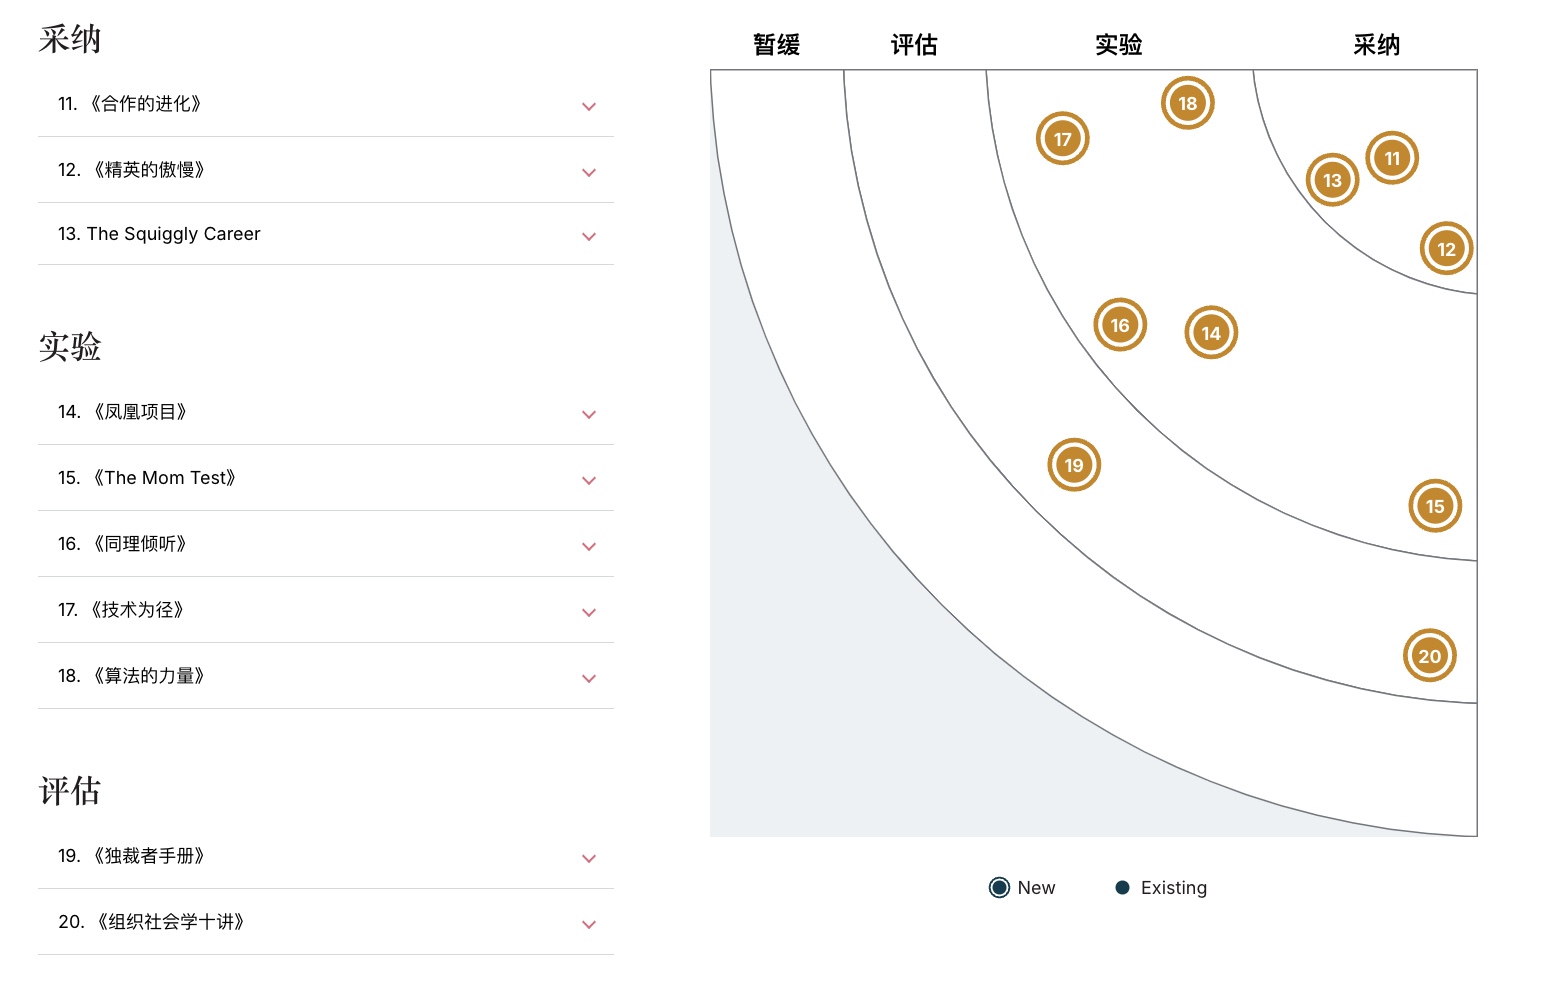 采纳
11. 《合作的进化》
12. 《精英的傲慢》
13. The Squiggly Career
实验
14. 《凤凰项目》
15. 《The Mom Test》
16. 《同理倾听》
17. 《技术为径》
18. 《算法的力量》
评估
19. 《独裁者手册》
20. 《组织社会学十讲》
暂缓 评估 实验 采纳
18
17
11
13
12
16
14
19
15
20
New Existing